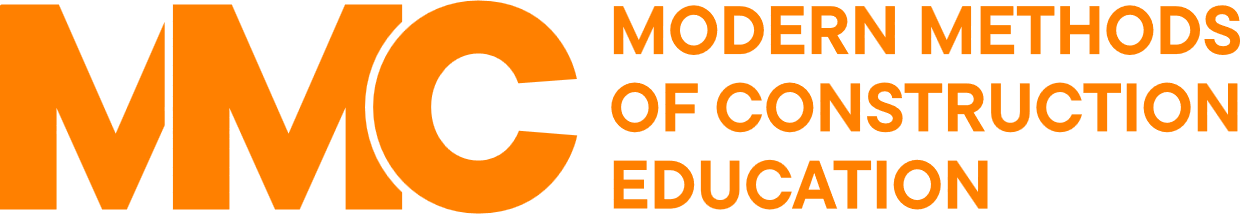 MMC
MODERN METHODS
OF CONSTRUCTION
EDUCATION